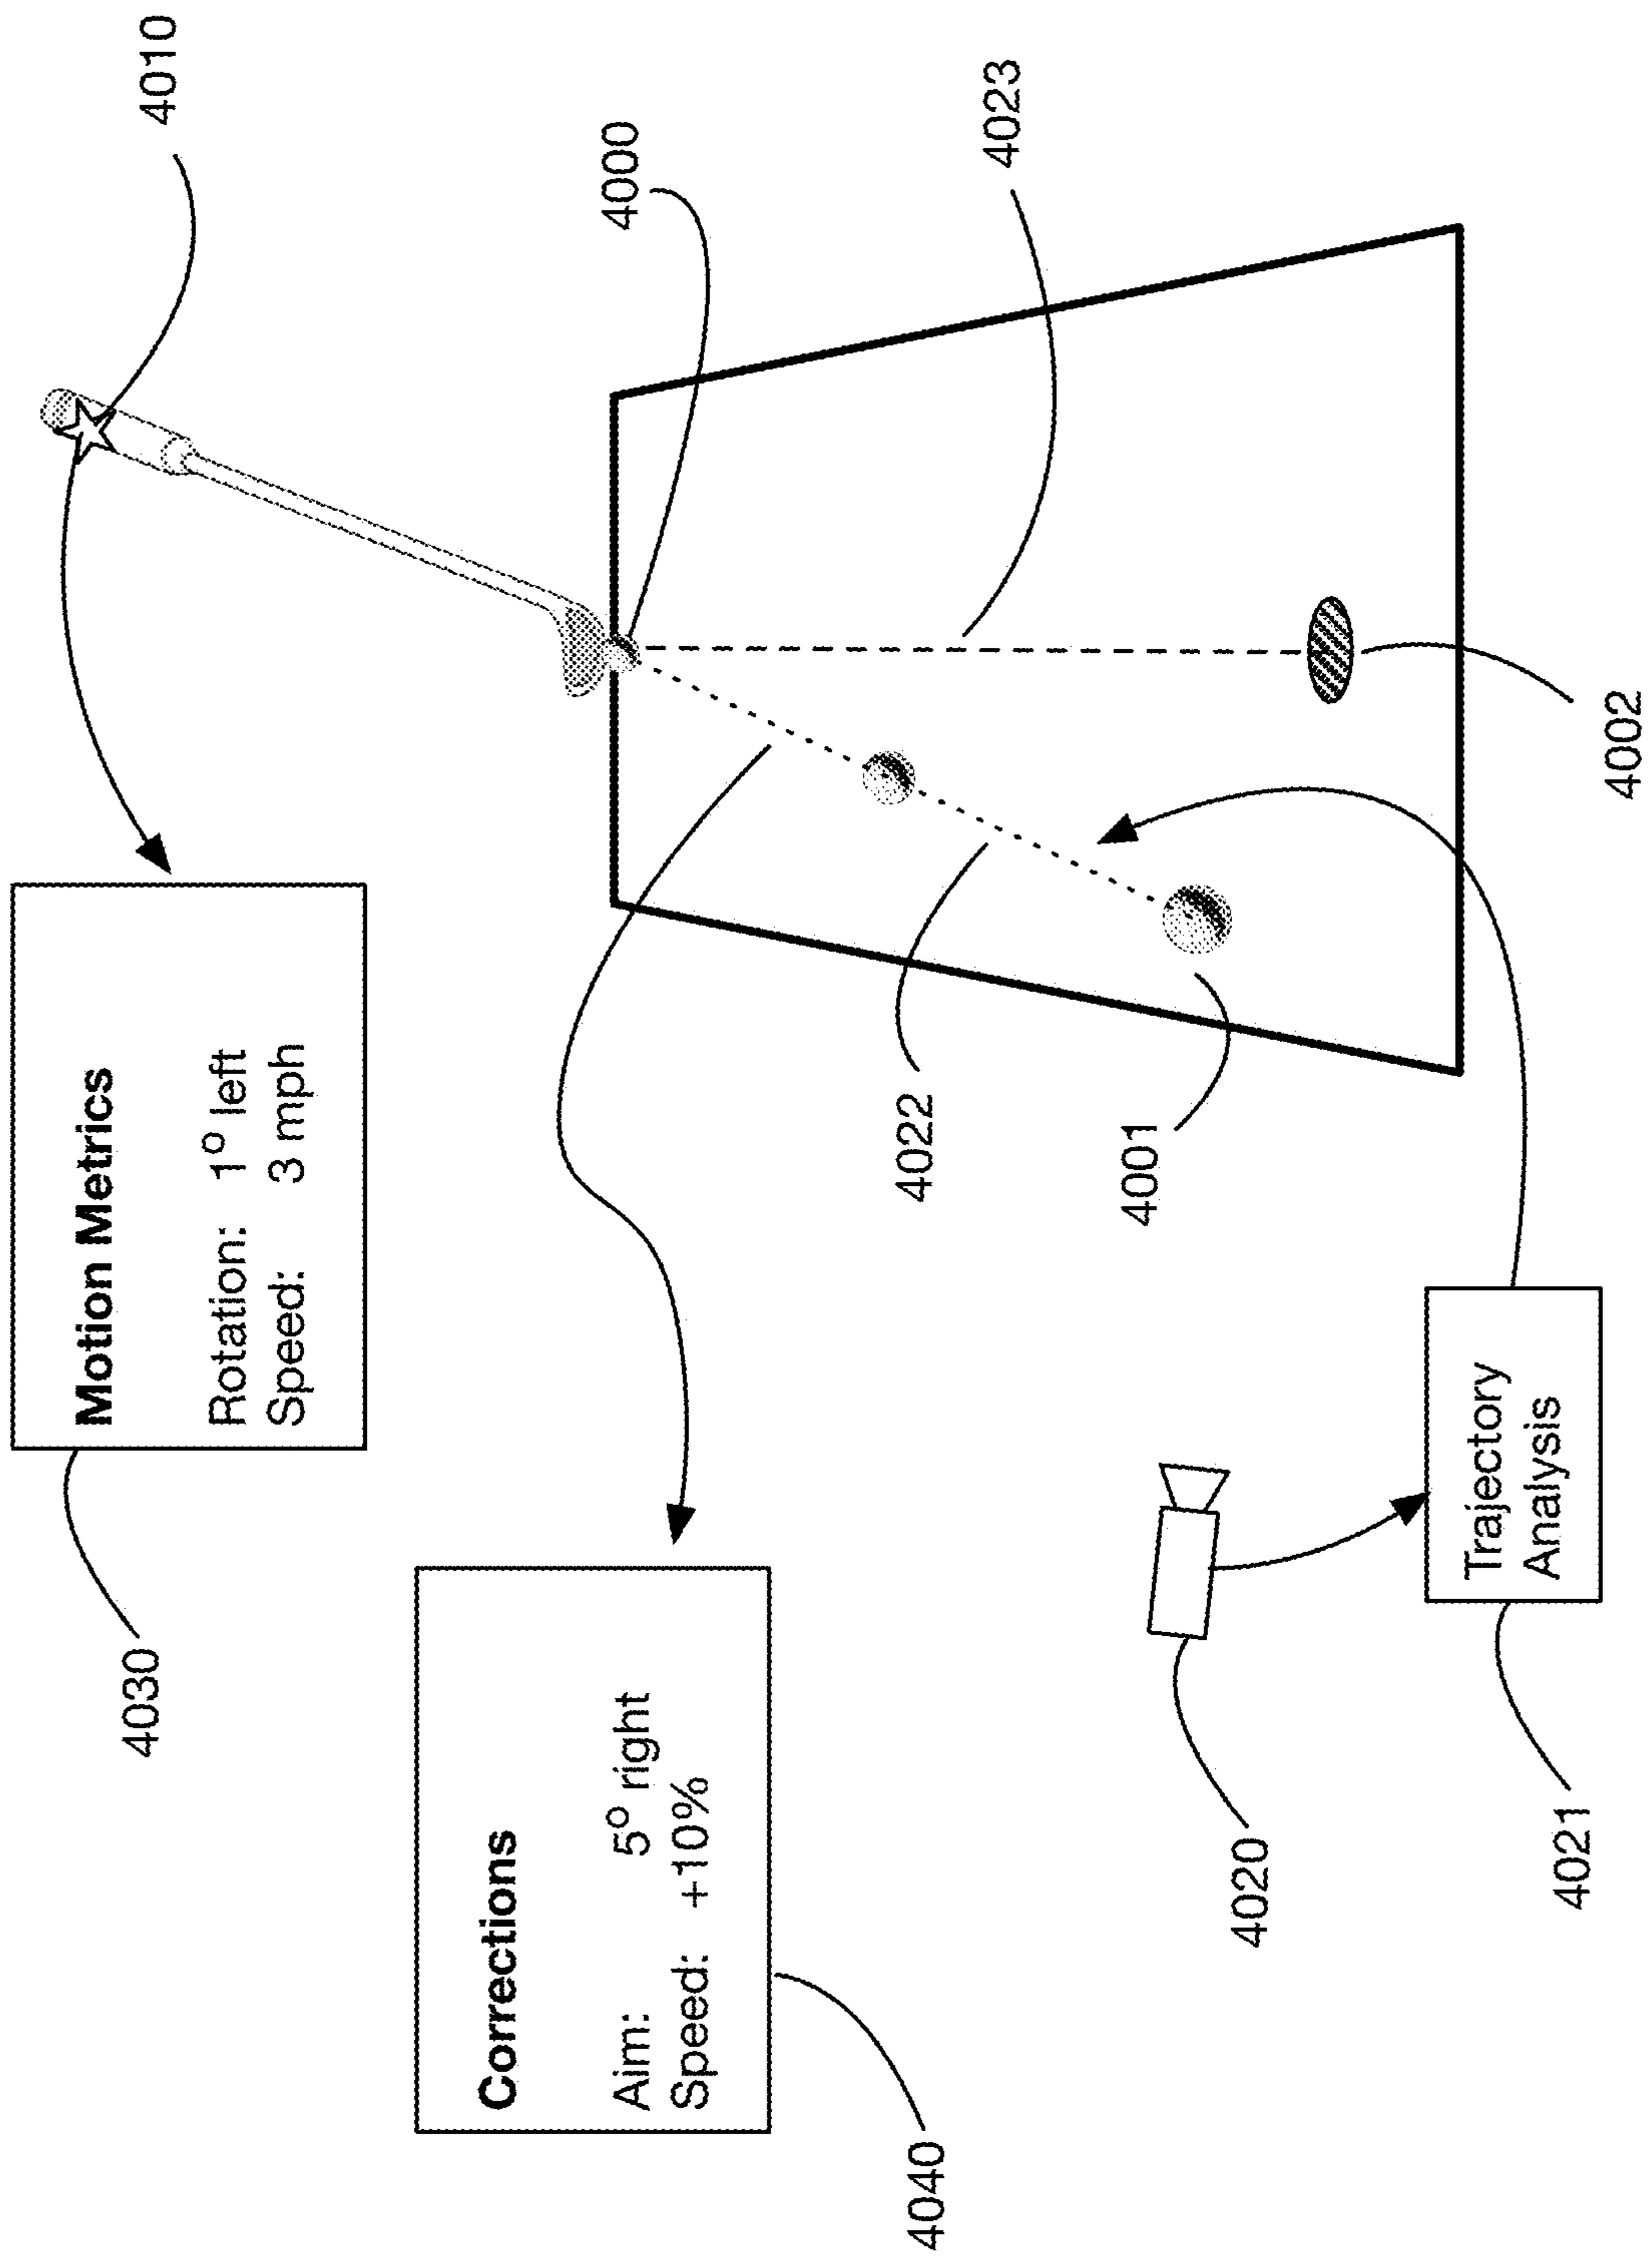 4030
Motion Metrics
Rotation: 1° left
Speed: 3 mph
4010
4040
Corrections
Aim: 5° right
Speed: +10%
4000
4023
4022
4001
4020
4021
Trajectory
Analysis
4002